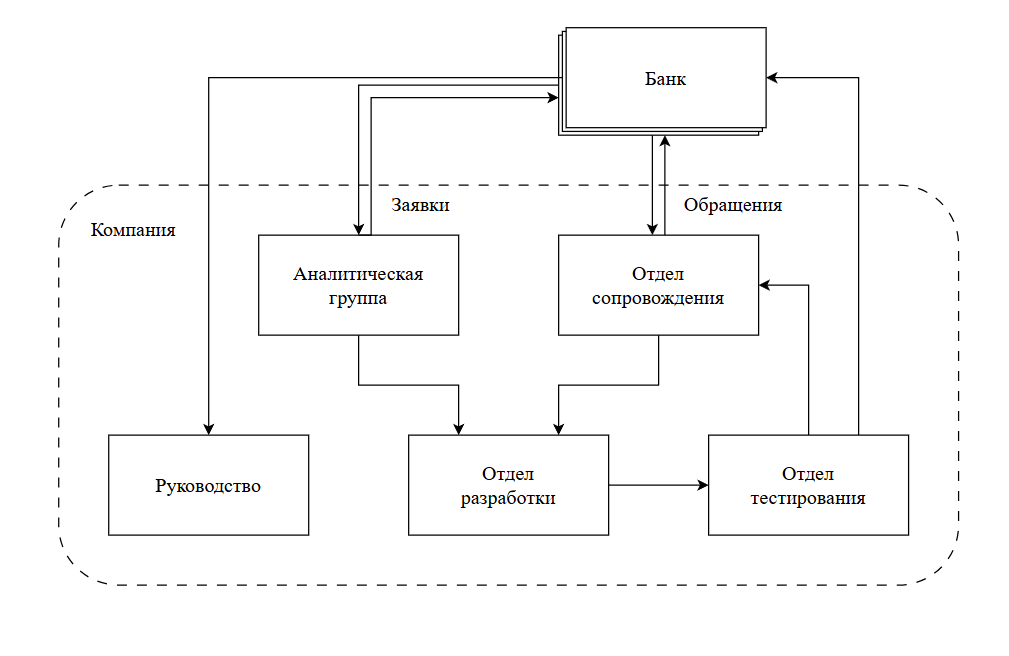 Банк
Заявки
Обращения
Компания
Аналитическая
группа
Отдел
сопровождения
Руководство
Отдел
разработки
Отдел
тестирования